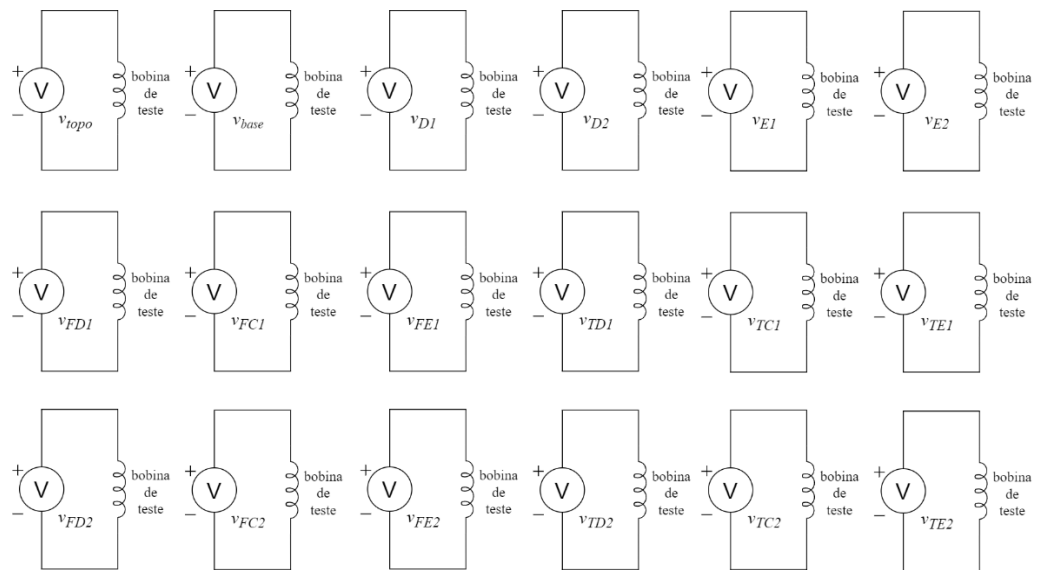 + V − v_topo bobina de teste
+ V − v_base bobina de teste
+ V − v_D1 bobina de teste
+ V − v_D2 bobina de teste
+ V − v_E1 bobina de teste
+ V − v_E2 bobina de teste
+ V − v_FD1 bobina de teste
+ V − v_FC1 bobina de teste
+ V − v_FE1 bobina de teste
+ V − v_TD1 bobina de teste
+ V − v_TC1 bobina de teste
+ V − v_TE1 bobina de teste
+ V − v_FD2 bobina de teste
+ V − v_FC2 bobina de teste
+ V − v_FE2 bobina de teste
+ V − v_TD2 bobina de teste
+ V − v_TC2 bobina de teste
+ V − v_TE2 bobina de teste